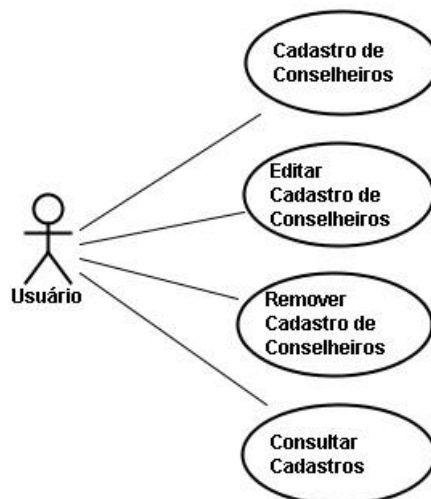 Cadastro de
Conselheiros
Editar
Cadastro de
Conselheiros
Usuário
Remover
Cadastro de
Conselheiros
Consultar
Cadastros